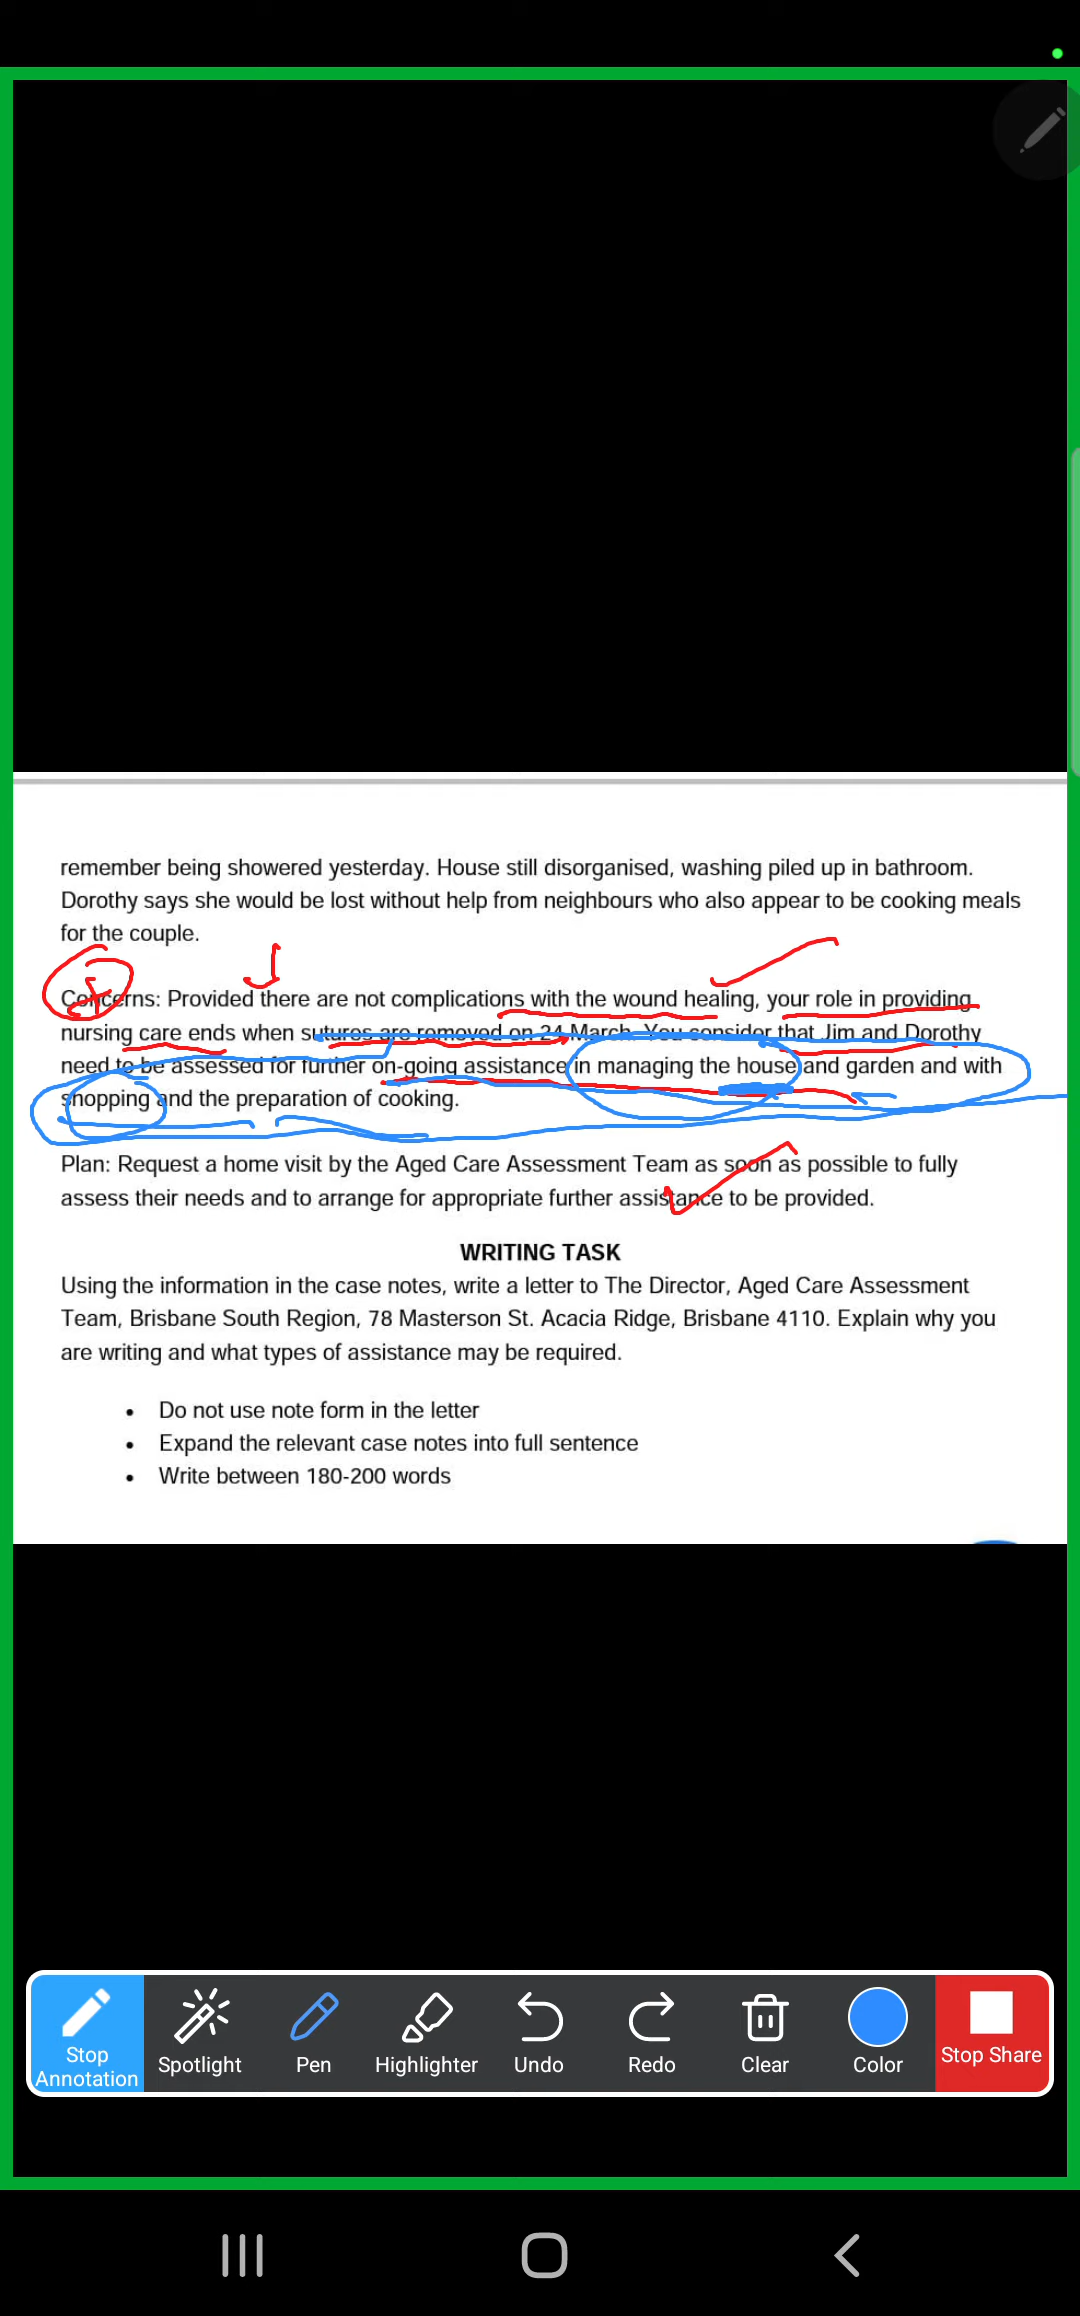 remember being showered yesterday. House still disorganised, washing piled up in bathroom.
Dorothy says she would be lost without help from neighbours who also appear to be cooking meals
for the couple.
Concerns: Provided there are not complications with the wound healing, your role in providing
nursing care ends when sutures are removed on 24 March. You consider that Jim and Dorothy
need to be assessed for further on-going assistance in managing the house and garden and with
shopping and the preparation of cooking.
Plan: Request a home visit by the Aged Care Assessment Team as soon as possible to fully
assess their needs and to arrange for appropriate further assistance to be provided.
WRITING TASK
Using the information in the case notes, write a letter to The Director, Aged Care Assessment
Team, Brisbane South Region, 78 Masterson St. Acacia Ridge, Brisbane 4110. Explain why you
are writing and what types of assistance may be required.
• Do not use note form in the letter
• Expand the relevant case notes into full sentence
• Write between 180-200 words
Stop Annotation
Spotlight
Pen
Highlighter
Undo
Redo
Clear
Color
Stop Share